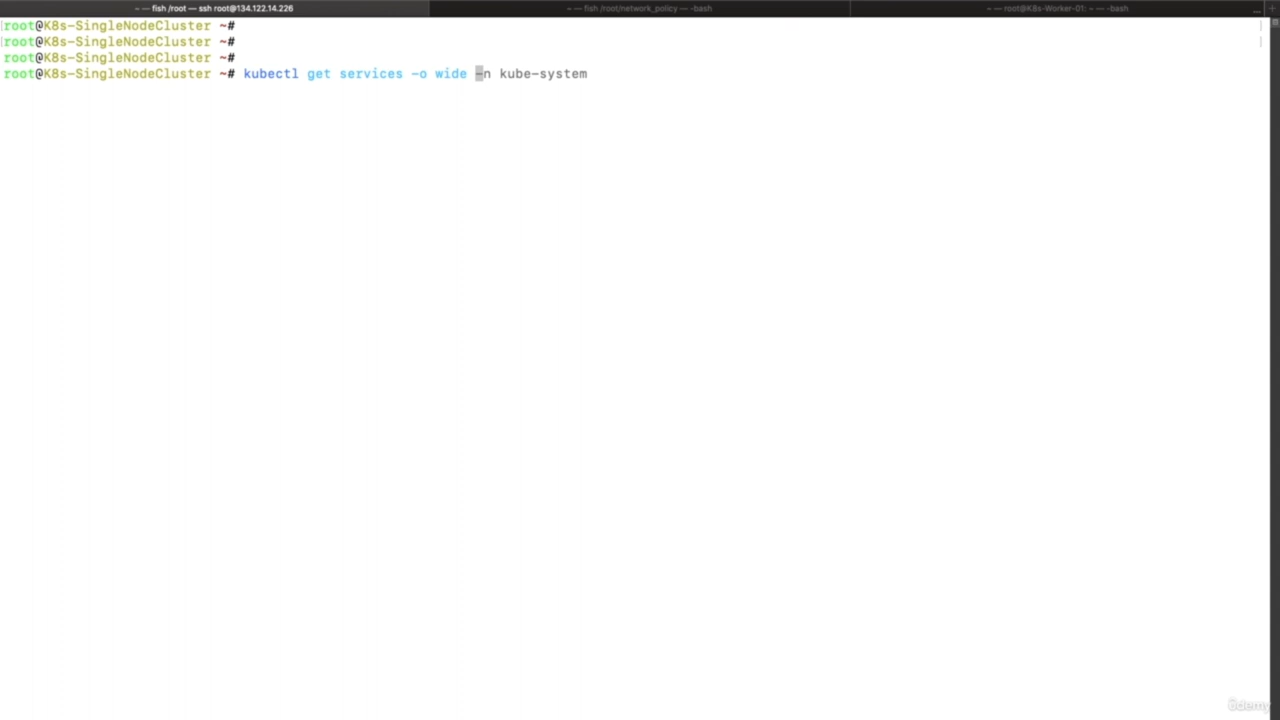 ~ — fish /root — ssh root@134.122.14.226
~ — fish /root/network_policy — -bash
~ — root@K8s-Worker-01: ~ — -bash
root@K8s-SingleNodeCluster ~#
root@K8s-SingleNodeCluster ~#
root@K8s-SingleNodeCluster ~#
root@K8s-SingleNodeCluster ~# kubectl get services -o wide -n kube-system
ûdemy